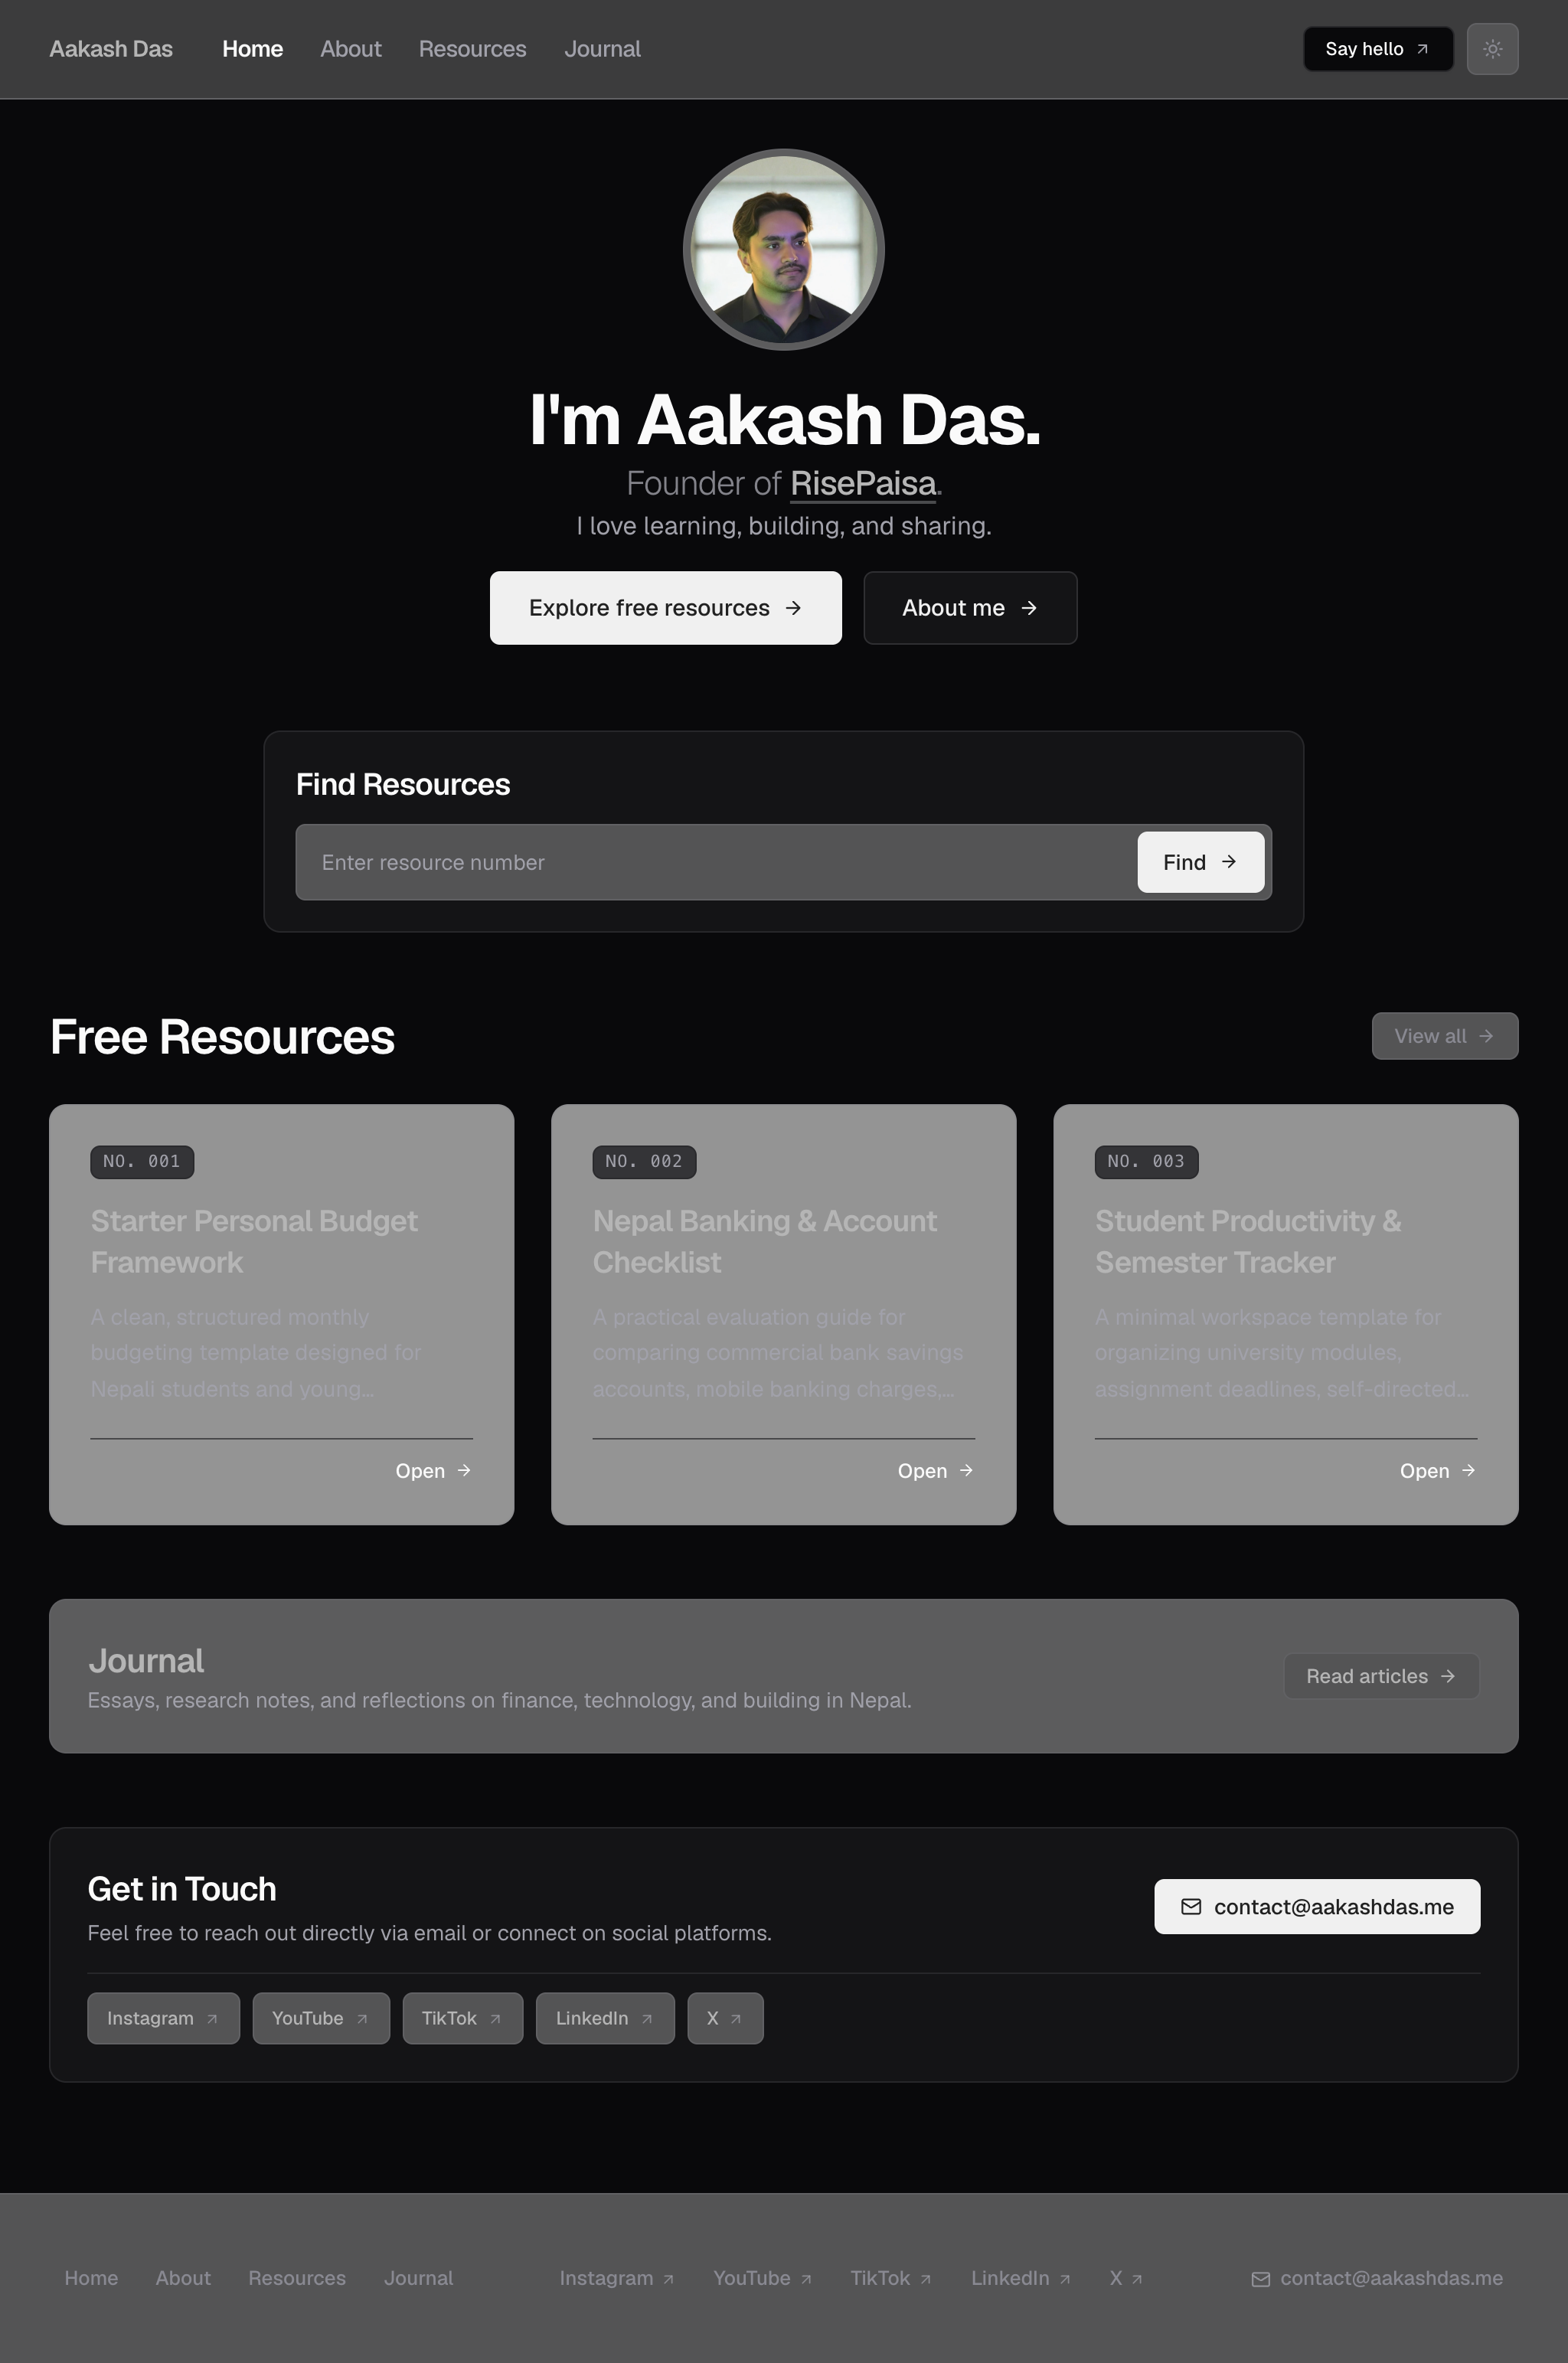 Aakash Das
Home
About
Resources
Journal
Say hello
I'm Aakash Das.
Founder of RisePaisa.
I love learning, building, and sharing.
Explore free resources →
About me →
Find Resources
Enter resource number
Find →
Free Resources
View all →
NO. 001
Starter Personal Budget
Framework
A clean, structured monthly
budgeting template designed for
Nepali students and young...
Open →
NO. 002
Nepal Banking & Account
Checklist
A practical evaluation guide for
comparing commercial bank savings
accounts, mobile banking charges,...
Open →
NO. 003
Student Productivity &
Semester Tracker
A minimal workspace template for
organizing university modules,
assignment deadlines, self-directed...
Open →
Journal
Essays, research notes, and reflections on finance, technology, and building in Nepal.
Read articles →
Get in Touch
Feel free to reach out directly via email or connect on social platforms.
contact@aakashdas.me
Instagram
YouTube
TikTok
LinkedIn
X
Home
About
Resources
Journal
Instagram
YouTube
TikTok
LinkedIn
X
contact@aakashdas.me